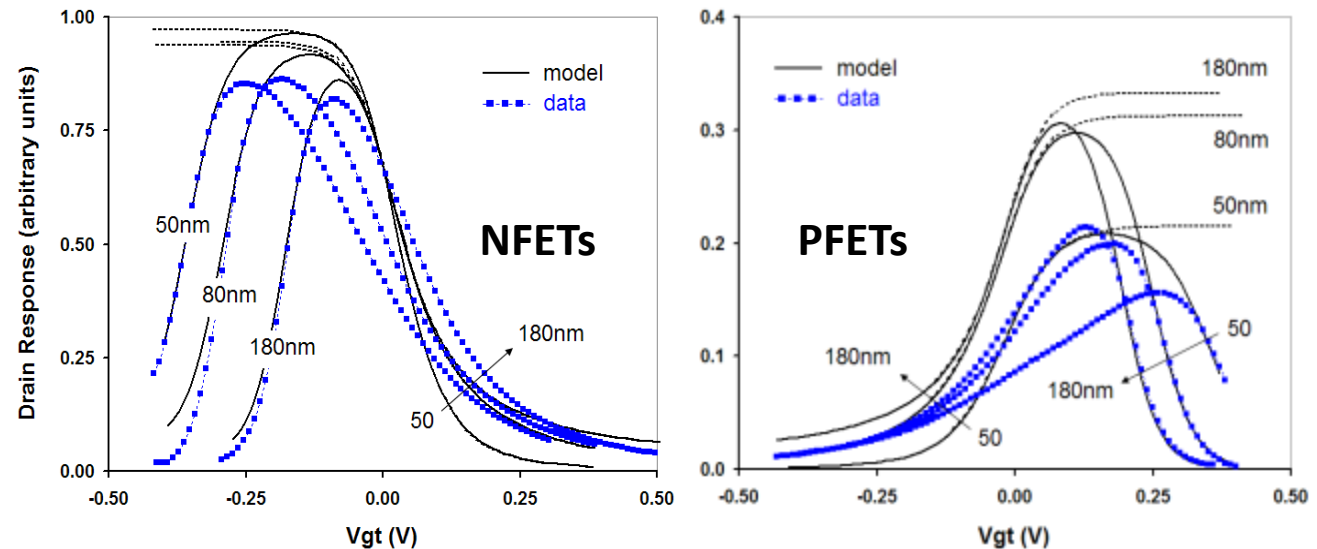 Drain Response (arbitrary units)
1.00
0.75
0.50
0.25
0.00
-0.50
-0.25
0.00
0.25
0.50
Vgt (V)
model
data
NFETs
50nm
80nm
180nm
180nm
50
0.4
0.3
0.2
0.1
0.0
-0.50
-0.25
0.00
0.25
0.50
Vgt (V)
model
data
PFETs
180nm
80nm
50nm
180nm
50
50
180nm